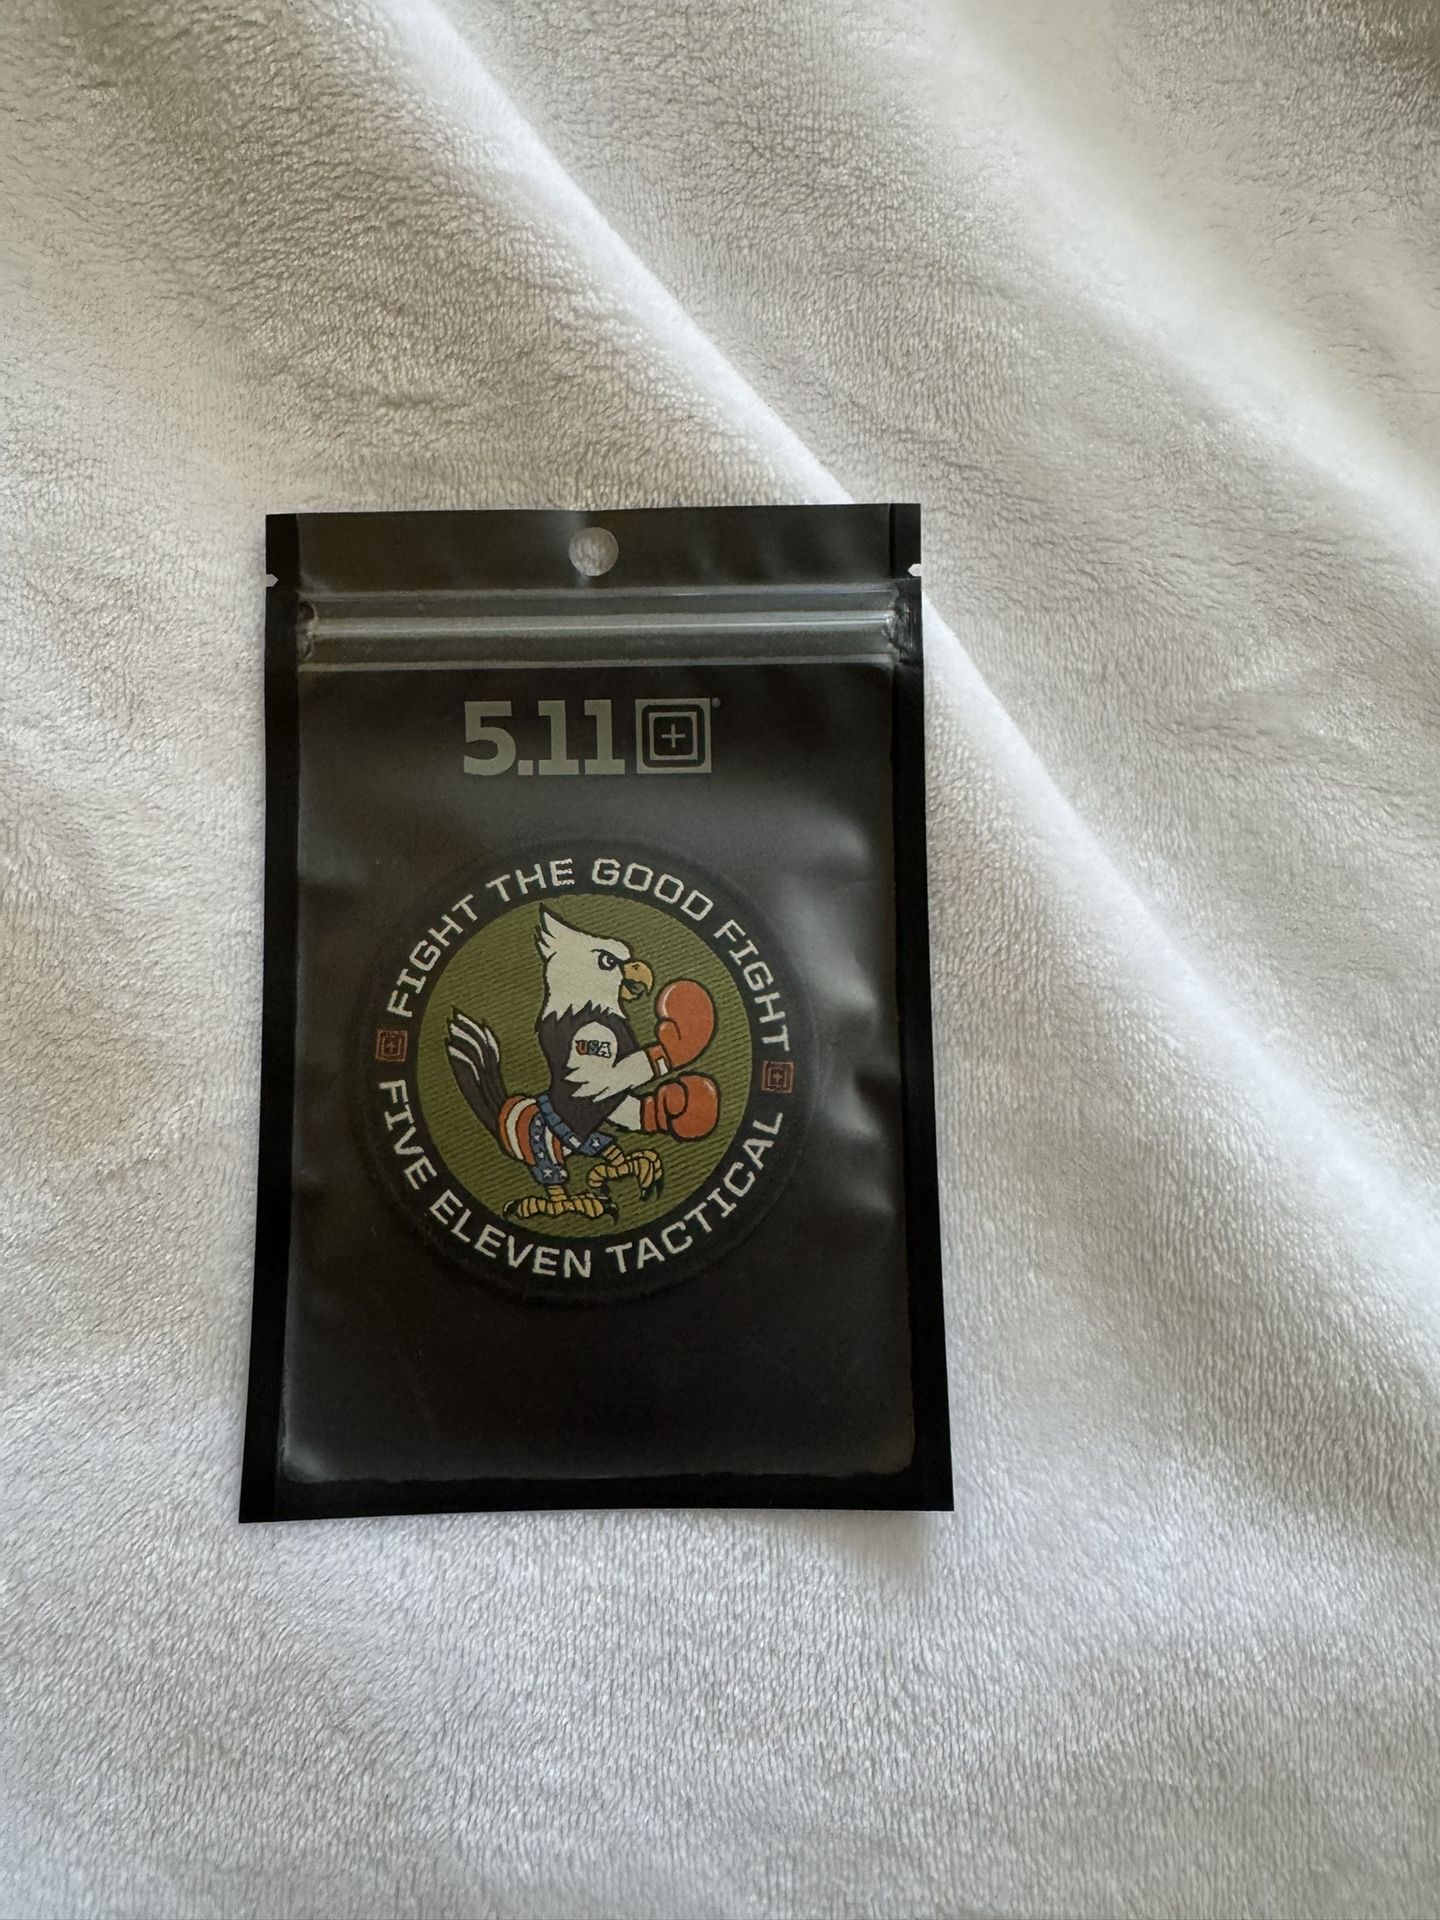 5.11
FIGHT THE GOOD FIGHT
USA
FIVE ELEVEN TACTICAL